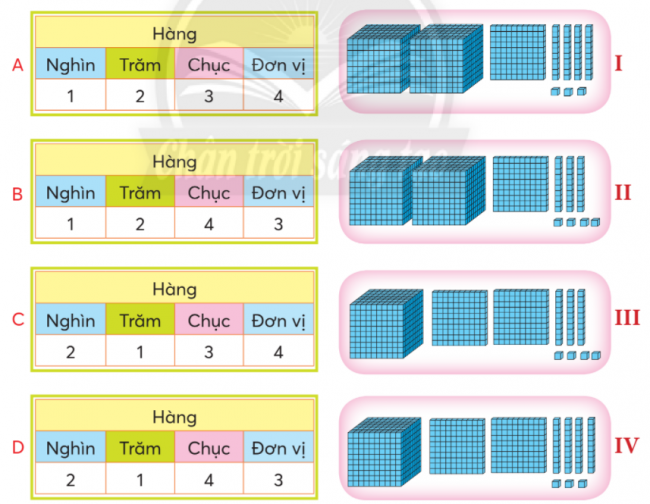 Hàng
A
Nghìn Trăm Chục Đơn vị
1 2 3 4
I
Hàng
B
Nghìn Trăm Chục Đơn vị
1 2 4 3
II
Hàng
C
Nghìn Trăm Chục Đơn vị
2 1 3 4
III
Hàng
D
Nghìn Trăm Chục Đơn vị
2 1 4 3
IV
Chân trời sáng tạo